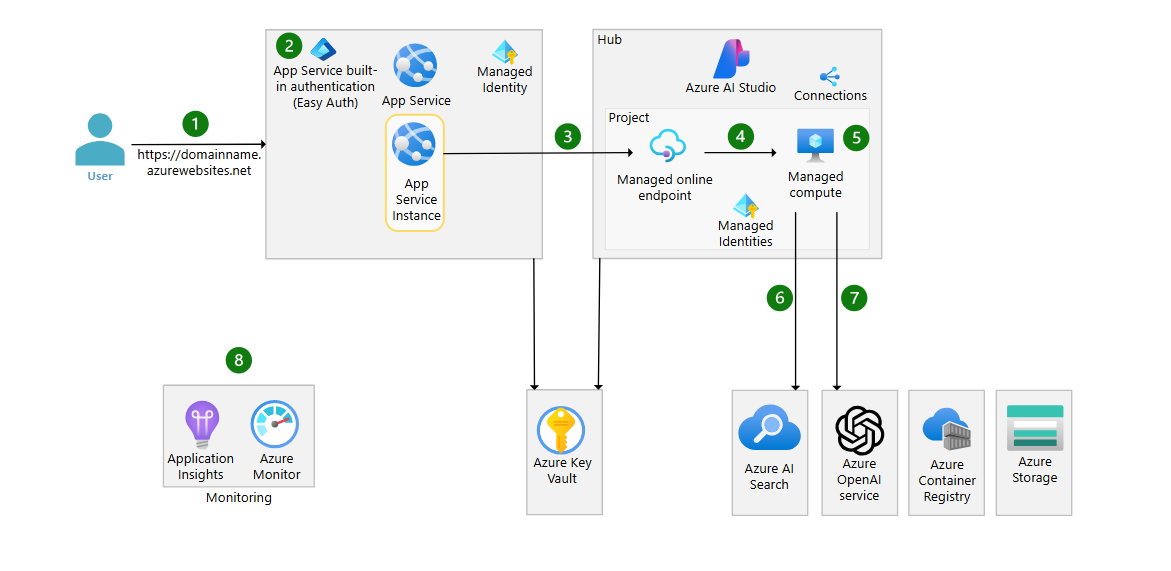 1
https://domainname.
azurewebsites.net
User
2
App Service built-
in authentication
(Easy Auth)
App Service
Managed
Identity
App
Service
Instance
3
Hub
Azure AI Studio
Connections
Project
Managed online
endpoint
4
Managed
compute
5
Managed
Identities
6
7
8
Application
Insights
Azure
Monitor
Monitoring
Azure Key
Vault
Azure AI
Search
Azure
OpenAI
service
Azure
Container
Registry
Azure
Storage